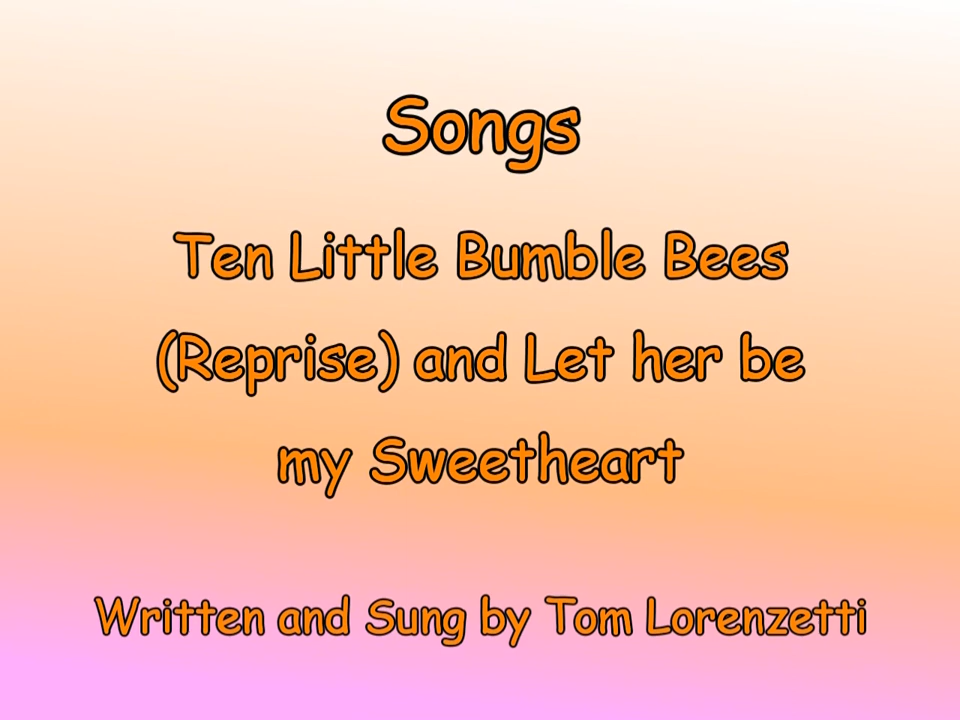 Songs
Ten Little Bumble Bees
(Reprise) and Let her be
my Sweetheart
Written and Sung by Tom Lorenzetti